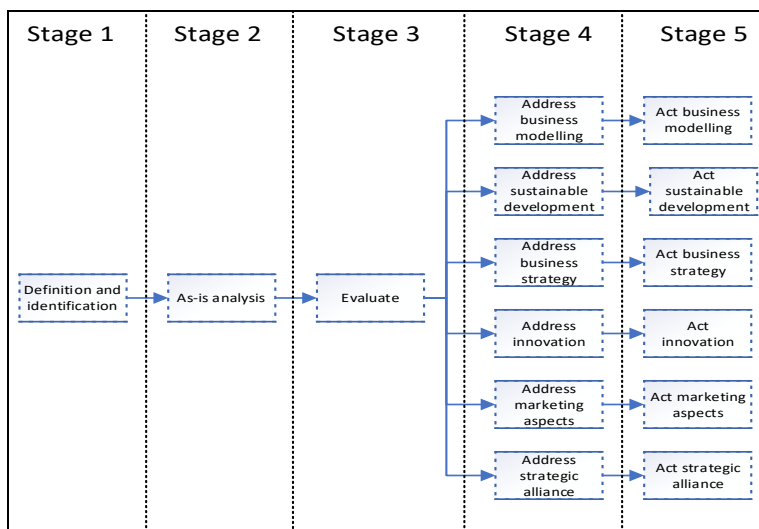 Stage 1
Stage 2
Stage 3
Stage 4
Stage 5
Definition and
identification
As-is analysis
Evaluate
Address
business
modelling
Act business
modelling
Address
sustainable
development
Act
sustainable
development
Address
business
strategy
Act business
strategy
Address
innovation
Act
innovation
Address
marketing
aspects
Act marketing
aspects
Address
strategic
alliance
Act strategic
alliance